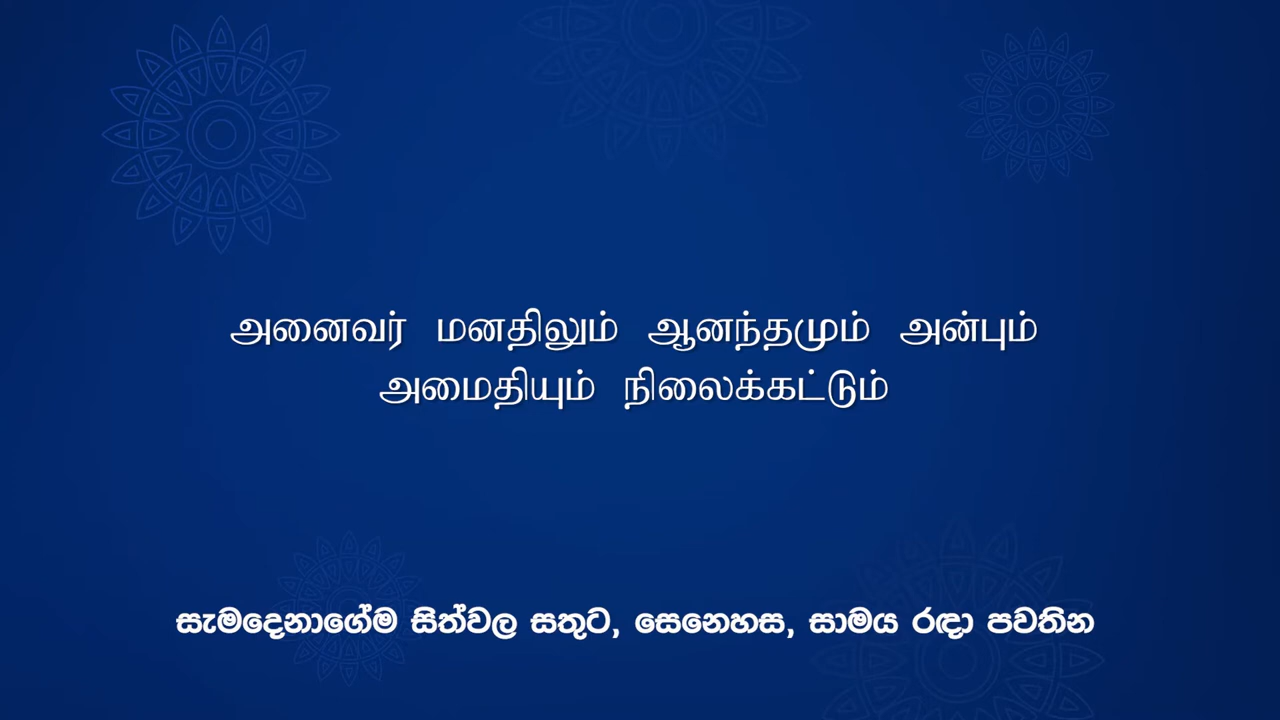 அனைவர் மனதிலும் ஆனந்தமும் அன்பும்
அமைதியும் நிலைக்கட்டும்
සැමදෙනාගේම සිත්වල සතුට, සෙනෙහස, සාමය රඳා පවතින